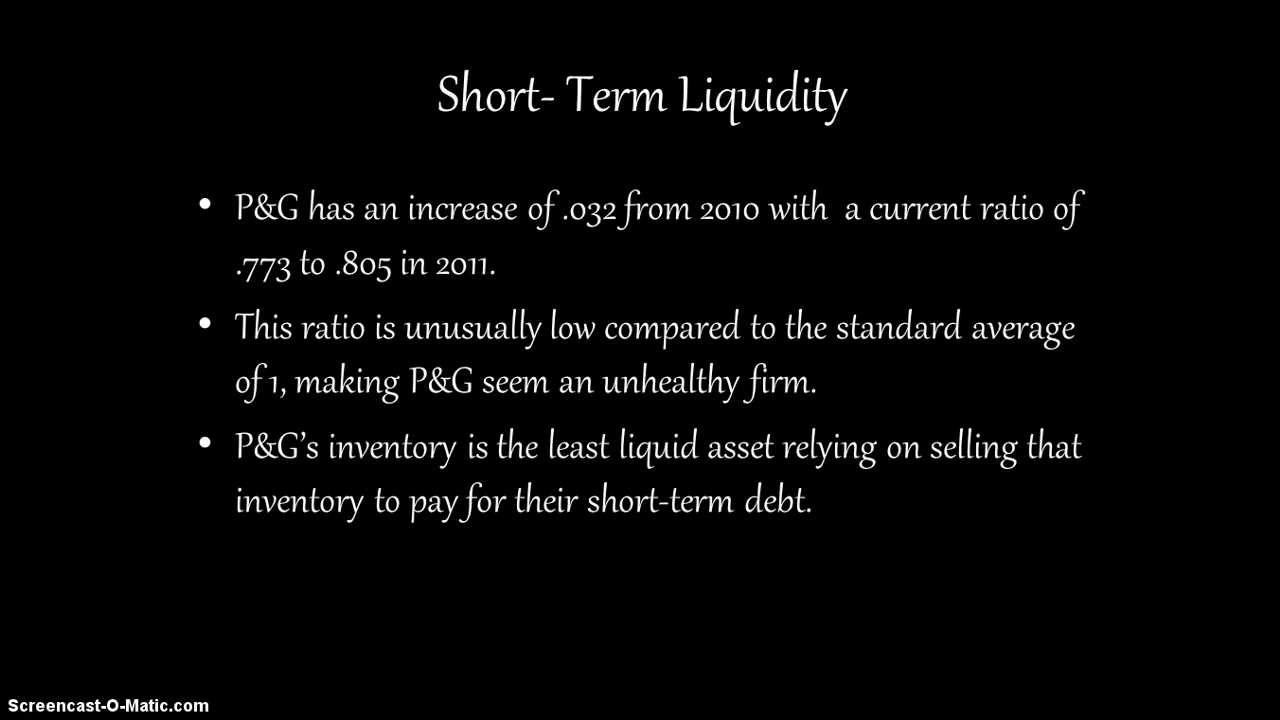 Short- Term Liquidity
• P&G has an increase of .032 from 2010 with  a current ratio of
.773 to .805 in 2011.
• This ratio is unusually low compared to the standard average
of 1, making P&G seem an unhealthy firm.
• P&G’s inventory is the least liquid asset relying on selling that
inventory to pay for their short-term debt.
Screencast-O-Matic.com